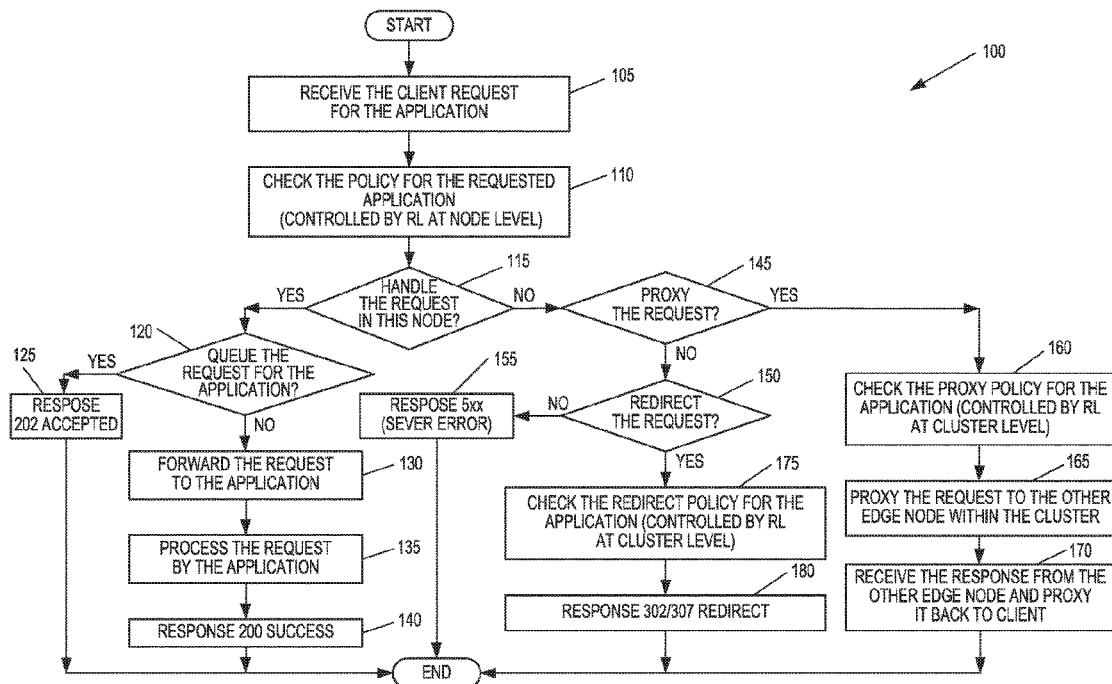 START
100
105
RECEIVE THE CLIENT REQUEST
FOR THE APPLICATION
110
CHECK THE POLICY FOR THE REQUESTED
APPLICATION
(CONTROLLED BY RL AT NODE LEVEL)
115
HANDLE
THE REQUEST
IN THIS NODE?
YES
NO
145
PROXY
THE REQUEST?
YES
NO
120
QUEUE THE
REQUEST FOR THE
APPLICATION?
YES
NO
125
RESPOSE
202 ACCEPTED
155
RESPOSE 5xx
(SEVER ERROR)
150
REDIRECT
THE REQUEST?
NO
YES
160
CHECK THE PROXY POLICY FOR THE
APPLICATION (CONTROLLED BY RL
AT CLUSTER LEVEL)
130
FORWARD THE REQUEST
TO THE APPLICATION
175
CHECK THE REDIRECT POLICY FOR THE
APPLICATION (CONTROLLED BY RL
AT CLUSTER LEVEL)
165
PROXY THE REQUEST TO THE OTHER
EDGE NODE WITHIN THE CLUSTER
135
PROCESS THE REQUEST
BY THE APPLICATION
180
RESPONSE 302/307 REDIRECT
170
RECEIVE THE RESPONSE FROM THE
OTHER EDGE NODE AND PROXY
IT BACK TO CLIENT
RESPONSE 200 SUCCESS
140
END